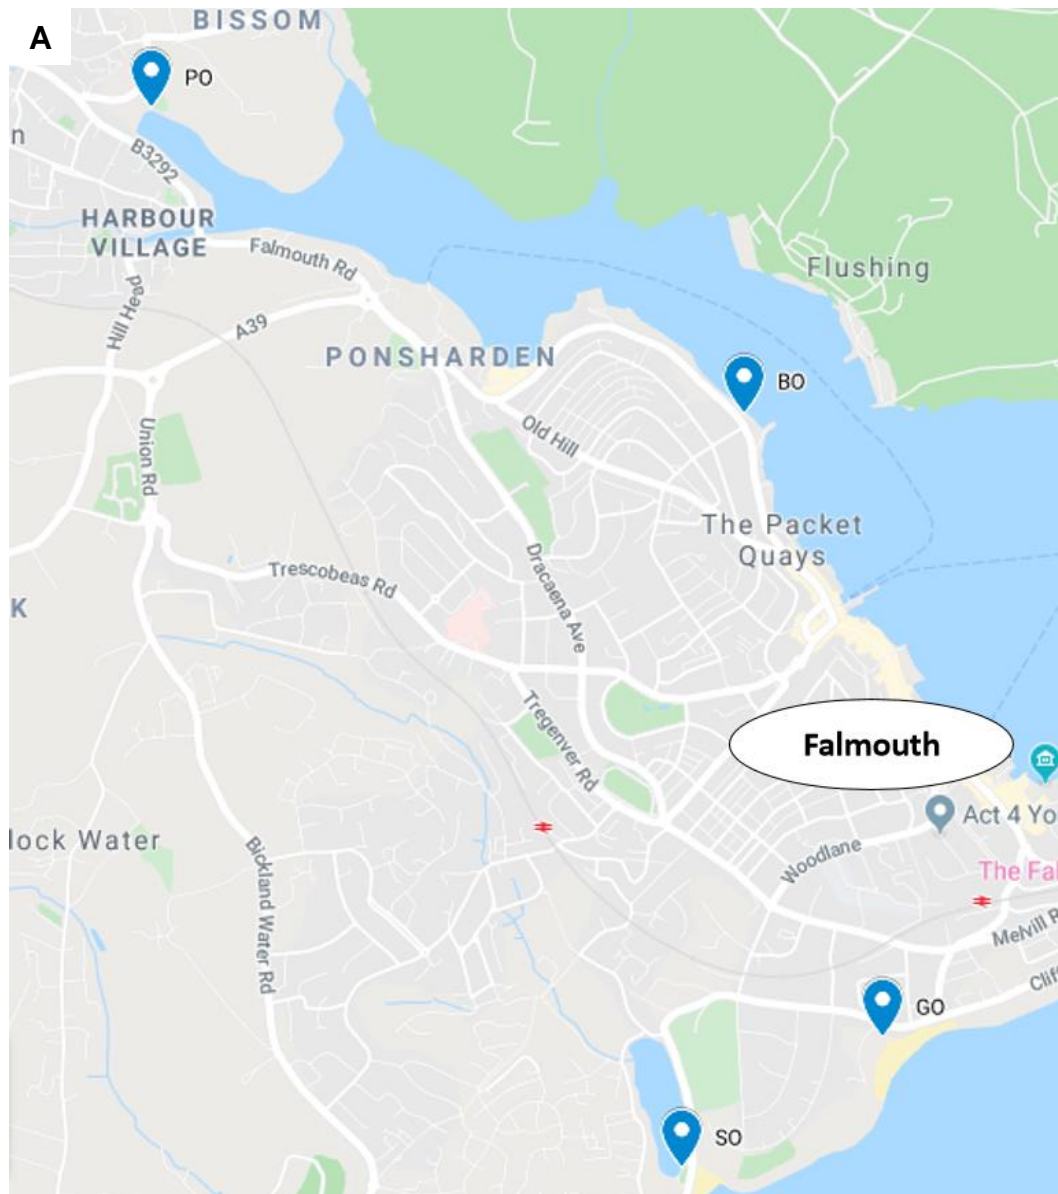 A
BISSOM
PO
n
B3292
HARBOUR
VILLAGE
Falmouth Rd
Flushing
Hill Head
A39
PONSHARDEN
BO
Union Rd
Old Hill
The Packet
Quays
Dracaena Ave
Trescobeas Rd
K
Tregenver Rd
Falmouth
Act 4 Yo
lock Water
Woodlane
The Fal
Bickland Water Rd
Melvill R
Cliff
GO
SO